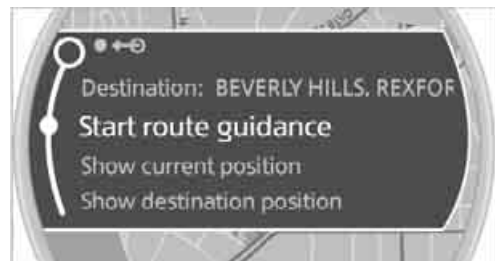 Destination: BEVERLY HILLS, REXFOR
Start route guidance
Show current position
Show destination position